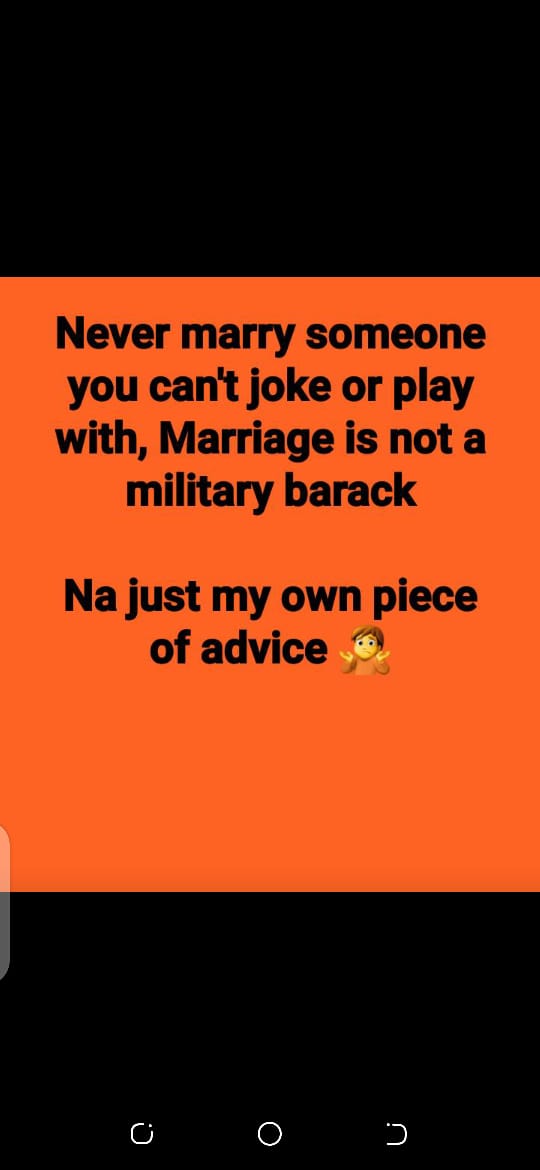 Never marry someone
you can't joke or play
with, Marriage is not a
military barack
Na just my own piece
of advice 🤷